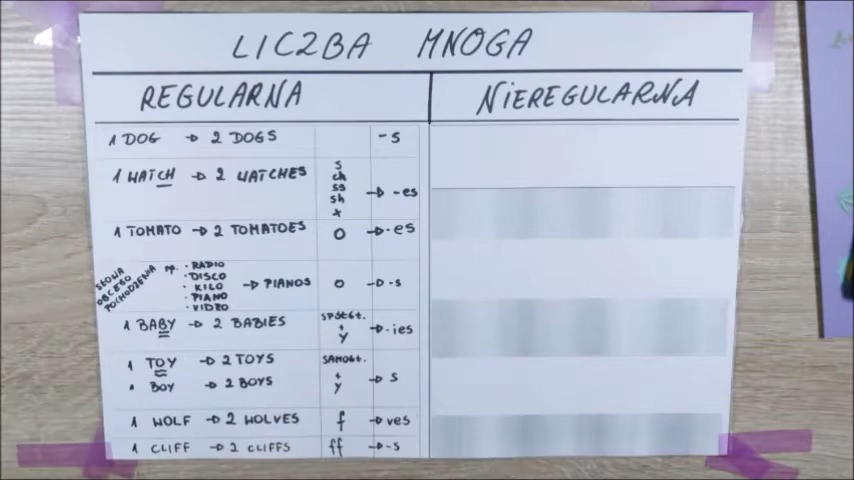 LICZBA MNOGA
REGULARNA
NIEREGULARNA
1 DOG → 2 DOGS -s
1 WATCH → 2 WATCHES s
ch
ss → -es
sh
x
1 TOMATO → 2 TOMATOES o → -es
SŁOWA
OBCEGO
POCHODZENIA
np. • RADIO
• DISCO
• KILO → PIANOS o → -s
• PIANO
• VIDEO
1 BABY → 2 BABIES SPÓŁGŁ.
+ → -ies
y
1 TOY → 2 TOYS SAMOGŁ.
1 BOY → 2 BOYS + → s
y
1 WOLF → 2 WOLVES f → ves
1 CLIFF → 2 CLIFFS ff → -s